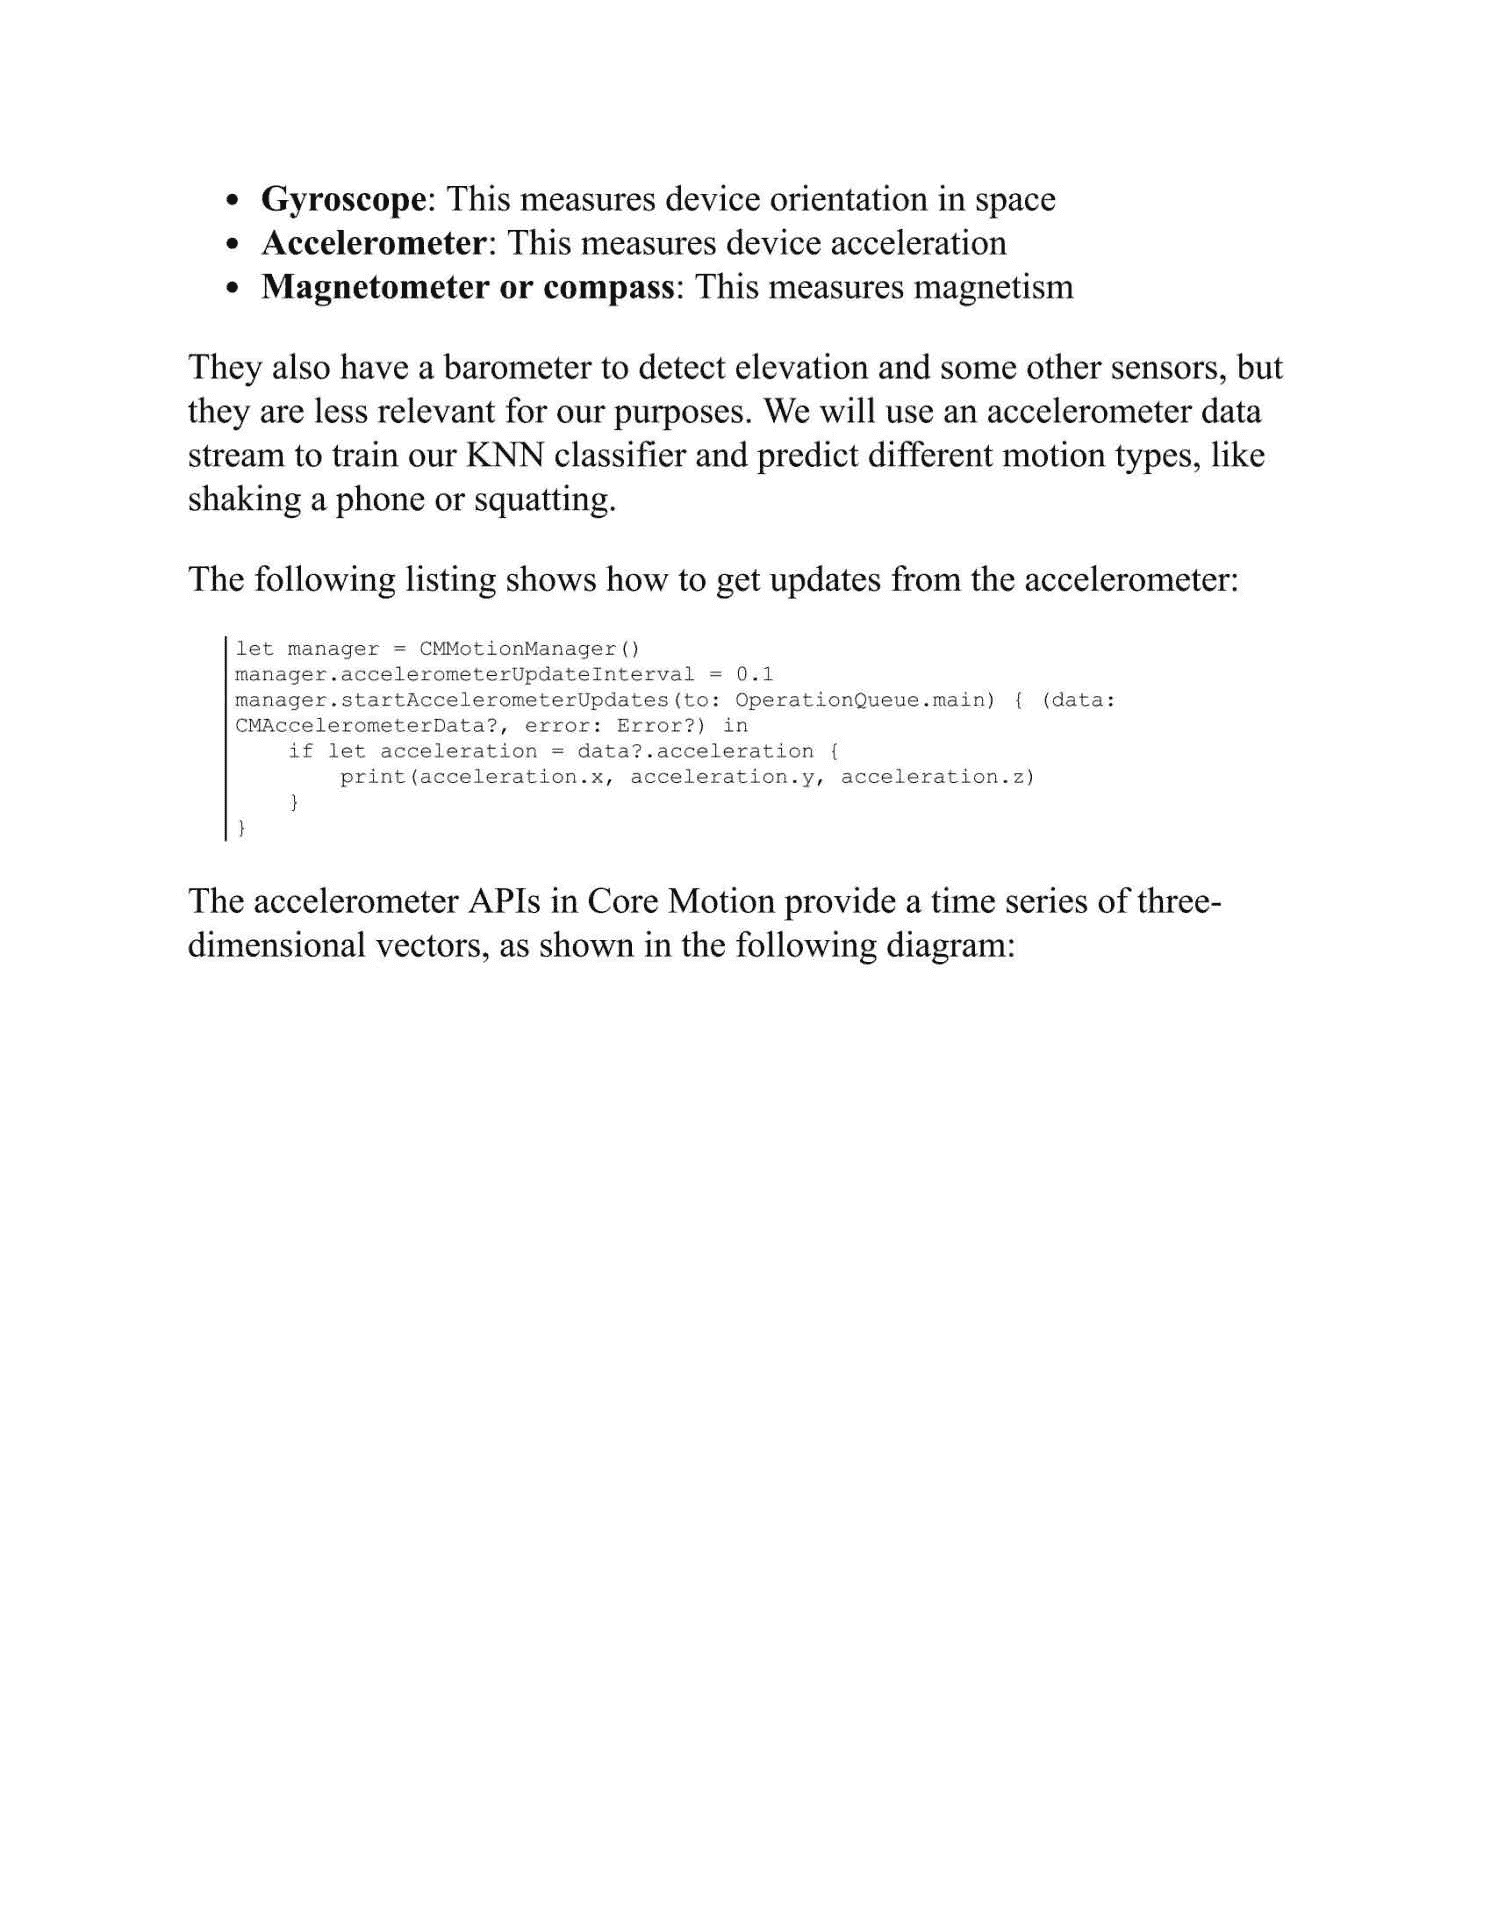 • Gyroscope: This measures device orientation in space
• Accelerometer: This measures device acceleration
• Magnetometer or compass: This measures magnetism
They also have a barometer to detect elevation and some other sensors, but
they are less relevant for our purposes. We will use an accelerometer data
stream to train our KNN classifier and predict different motion types, like
shaking a phone or squatting.
The following listing shows how to get updates from the accelerometer:
let manager = CMMotionManager()
manager.accelerometerUpdateInterval = 0.1
manager.startAccelerometerUpdates(to: OperationQueue.main) { (data:
CMAccelerometerData?, error: Error?) in
    if let acceleration = data?.acceleration {
        print(acceleration.x, acceleration.y, acceleration.z)
    }
}
The accelerometer APIs in Core Motion provide a time series of three-
dimensional vectors, as shown in the following diagram: